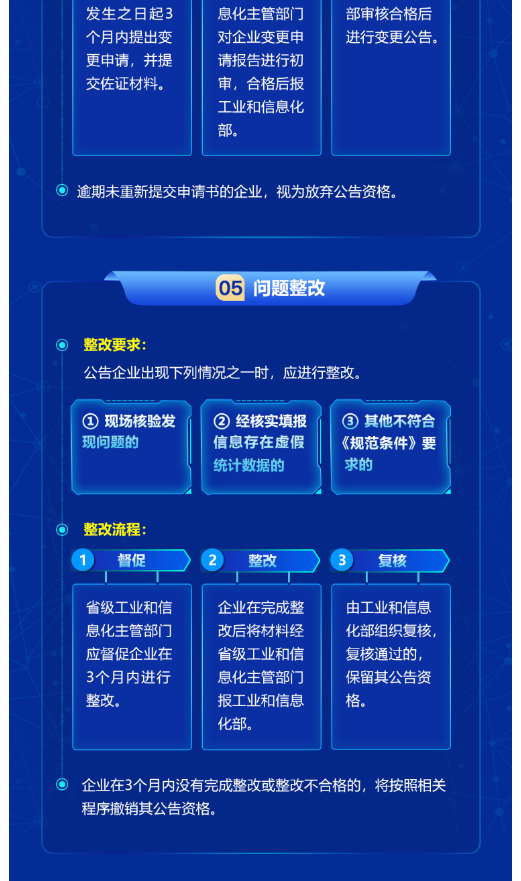 发生之日起3
个月内提出变
更申请，并提
交佐证材料。
息化主管部门
对企业变更申
请报告进行初
审，合格后报
工业和信息化
部。
部审核合格后
进行变更公告。
逾期未重新提交申请书的企业，视为放弃公告资格。
05 问题整改
整改要求：
公告企业出现下列情况之一时，应进行整改。
① 现场核验发
现问题的
② 经核实填报
信息存在虚假
统计数据的
③ 其他不符合
《规范条件》要
求的
整改流程：
1 督促
2 整改
3 复核
省级工业和信
息化主管部门
应督促企业在
3个月内进行
整改。
企业在完成整
改后将材料经
省级工业和信
息化主管部门
报工业和信息
化部。
由工业和信息
化部组织复核，
复核通过的，
保留其公告资
格。
企业在3个月内没有完成整改或整改不合格的，将按照相关
程序撤销其公告资格。